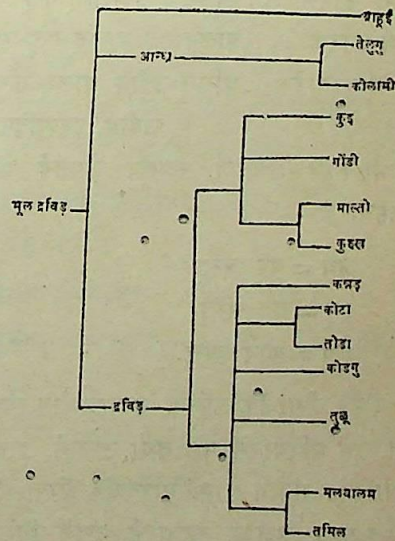 ब्राहूई
तेलुगु
आन्ध्र
कोलामी
कुइ
गोंडी
माल्तो
मूल द्रविड़
कुरुख
कन्नड़
कोटा
तोडा
कोडगु
द्रविड़
तुळू
मलयालम
तमिल